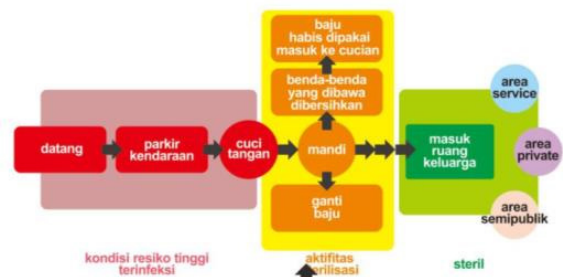 datang
parkir
kendaraan
cuci
tangan
baju
habis dipakai
masuk ke cucian
benda-benda
yang dibawa
dibersihkan
mandi
ganti
baju
masuk
ruang
keluarga
area
service
area
private
area
semipublik
kondisi resiko tinggi
terinfeksi
aktifitas
steril